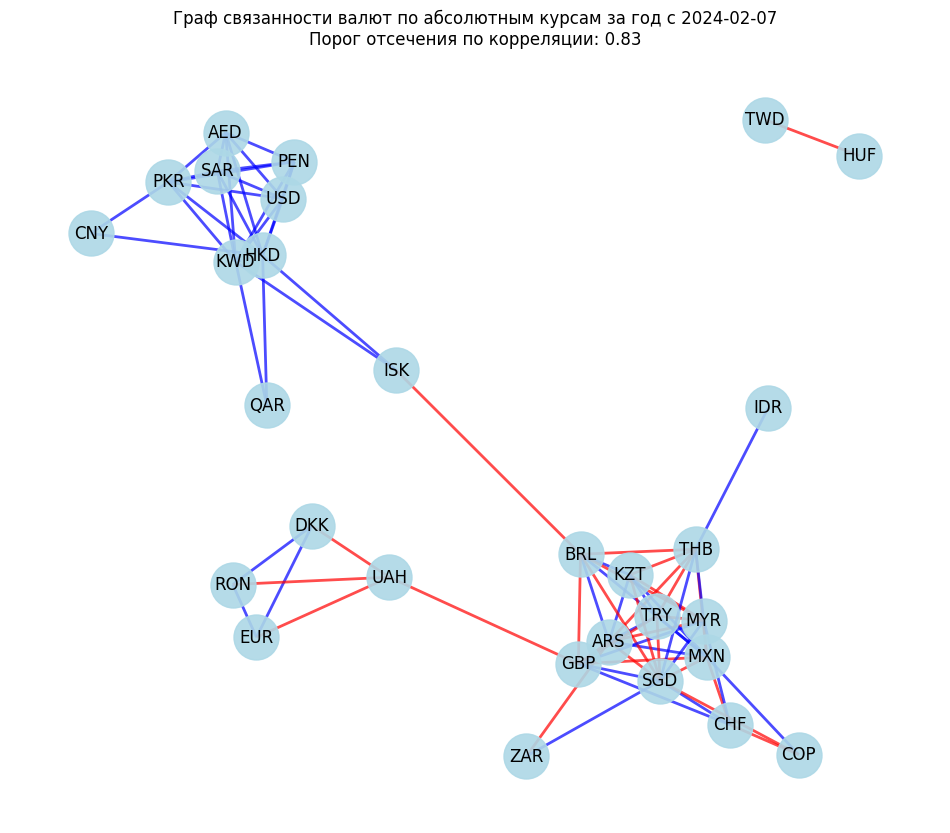 Граф связанности валют по абсолютным курсам за год с 2024-02-07
Порог отсечения по корреляции: 0.83
TWD
AED
HUF
PEN
SAR
PKR
USD
CNY
HKD
KWD
ISK
QAR
IDR
DKK
THB
BRL
KZT
UAH
RON
TRY
MYR
EUR
ARS
MXN
GBP
SGD
CHF
COP
ZAR